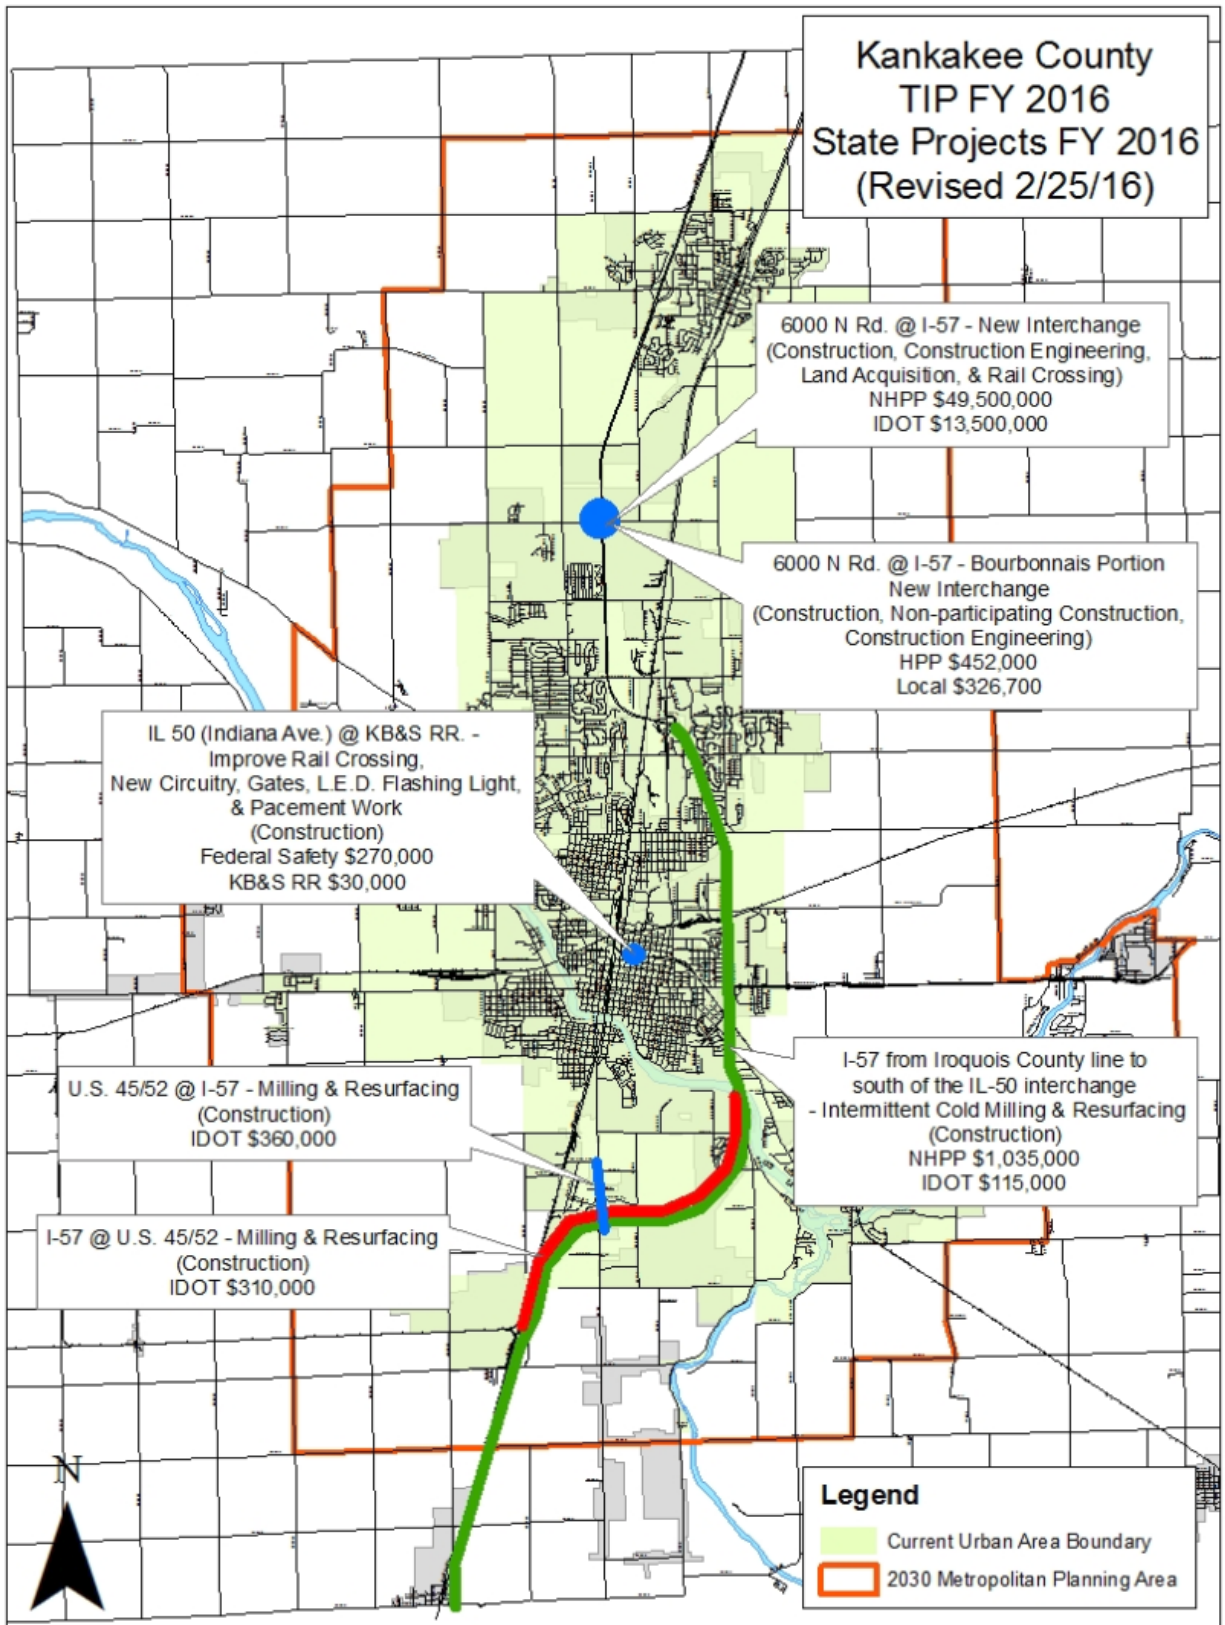 Kankakee County
TIP FY 2016
State Projects FY 2016
(Revised 2/25/16)
6000 N Rd. @ I-57 - New Interchange
(Construction, Construction Engineering,
Land Acquisition, & Rail Crossing)
NHPP $49,500,000
IDOT $13,500,000
6000 N Rd. @ I-57 - Bourbonnais Portion
New Interchange
(Construction, Non-participating Construction,
Construction Engineering)
HPP $452,000
Local $326,700
IL 50 (Indiana Ave.) @ KB&S RR. -
Improve Rail Crossing,
New Circuitry, Gates, L.E.D. Flashing Light,
& Pacement Work
(Construction)
Federal Safety $270,000
KB&S RR $30,000
I-57 from Iroquois County line to
south of the IL-50 interchange
- Intermittent Cold Milling & Resurfacing
(Construction)
NHPP $1,035,000
IDOT $115,000
U.S. 45/52 @ I-57 - Milling & Resurfacing
(Construction)
IDOT $360,000
I-57 @ U.S. 45/52 - Milling & Resurfacing
(Construction)
IDOT $310,000
N
Legend
Current Urban Area Boundary
2030 Metropolitan Planning Area